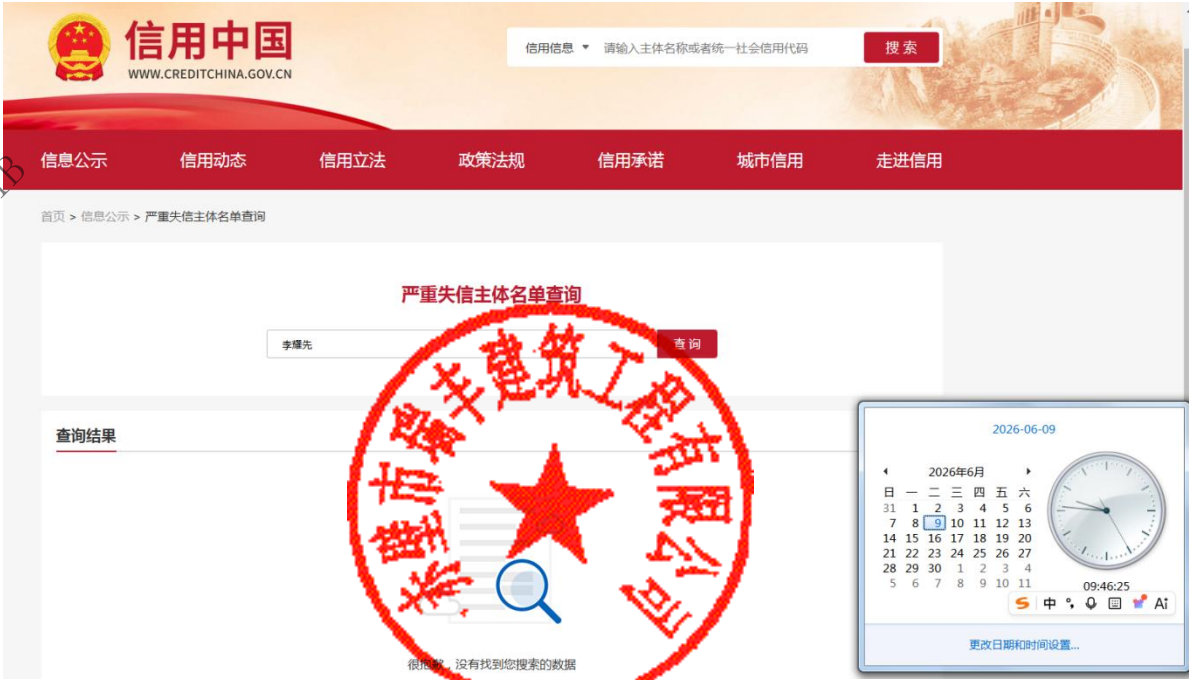 信用中国
WWW.CREDITCHINA.GOV.CN
信用信息 请输入主体名称或者统一社会信用代码 搜索
信息公示 信用动态 信用立法 政策法规 信用承诺 城市信用 走进信用
首页 > 信息公示 > 严重失信主体名单查询
严重失信主体名单查询
李耀先 查询
查询结果
市瑞丰建筑工程有限公司
很抱歉，没有找到您搜索的数据
2026-06-09
2026年6月
日 一 二 三 四 五 六
31 1 2 3 4 5 6
7 8 9 10 11 12 13
14 15 16 17 18 19 20
21 22 23 24 25 26 27
28 29 30 1 2 3 4
5 6 7 8 9 10 11
09:46:25
中 Ai
更改日期和时间设置...